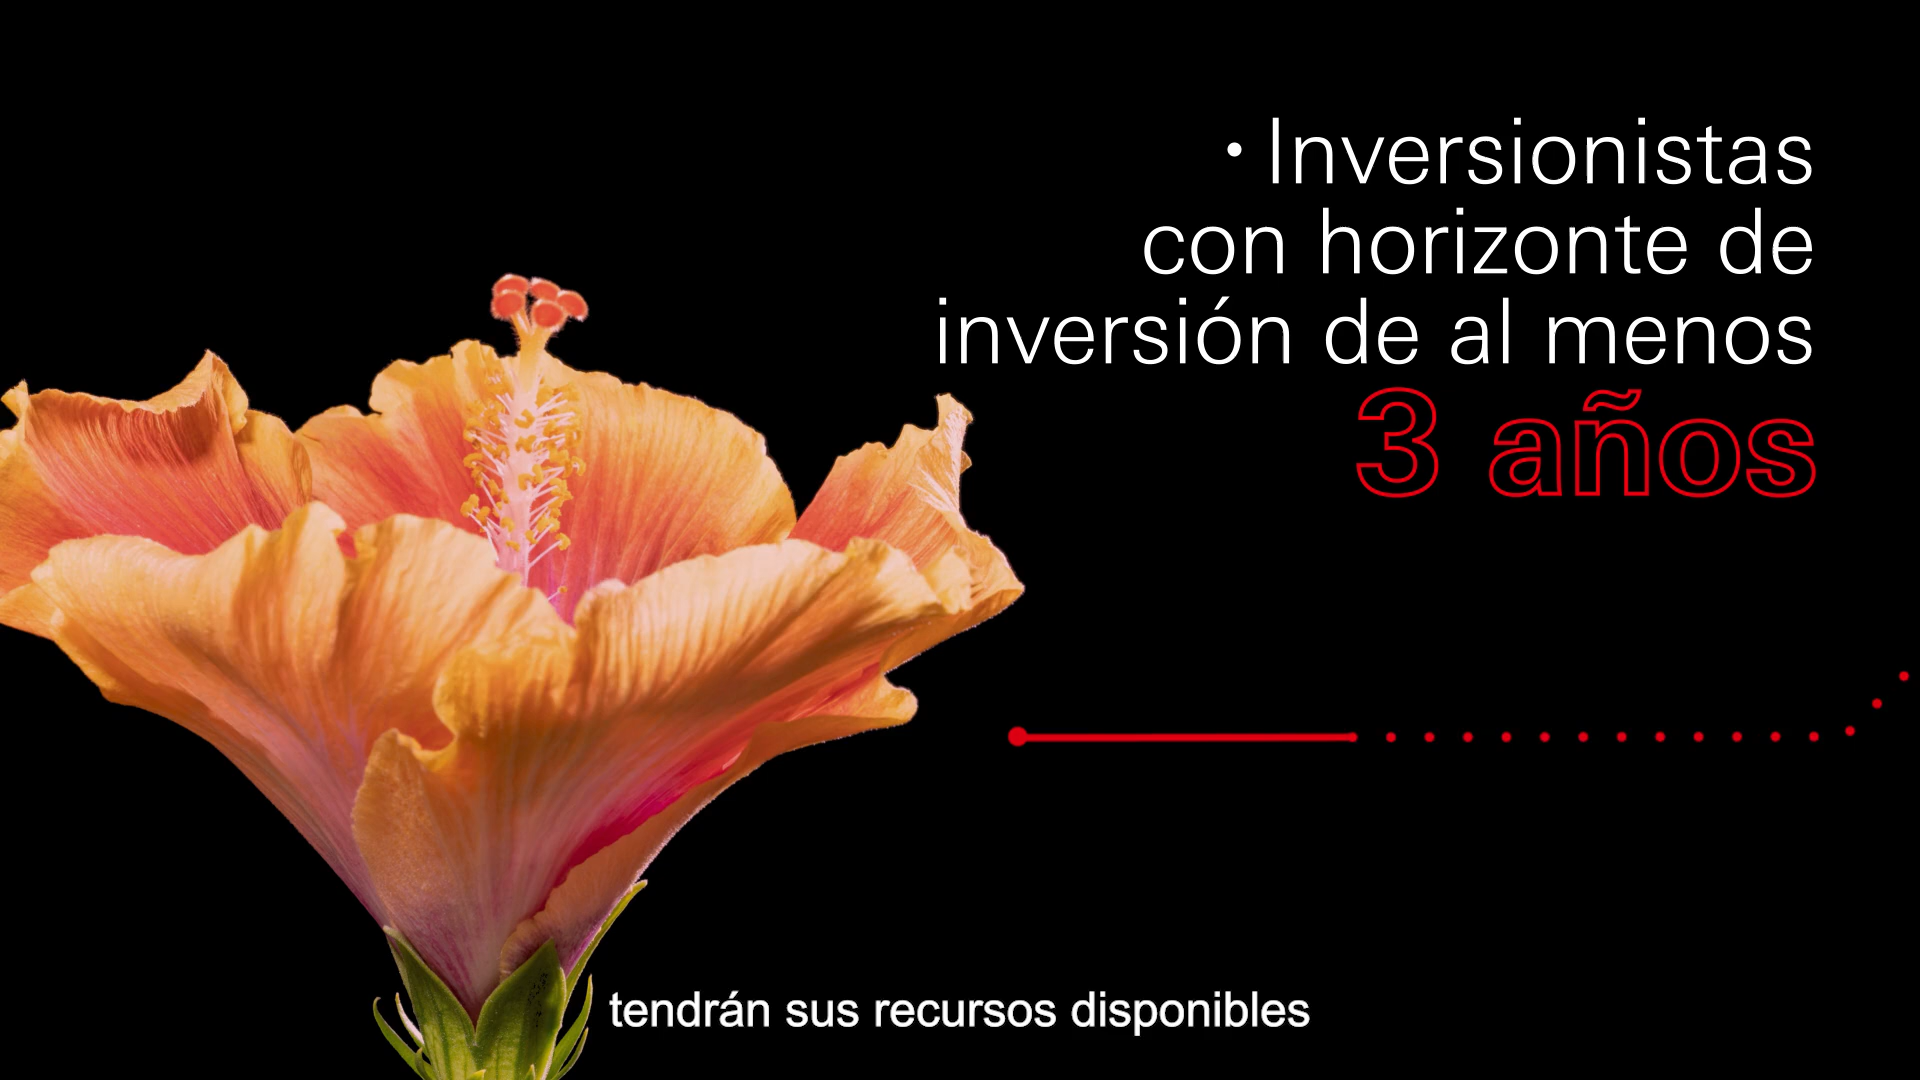 • Inversionistas
con horizonte de
inversión de al menos
3 años
tendrán sus recursos disponibles